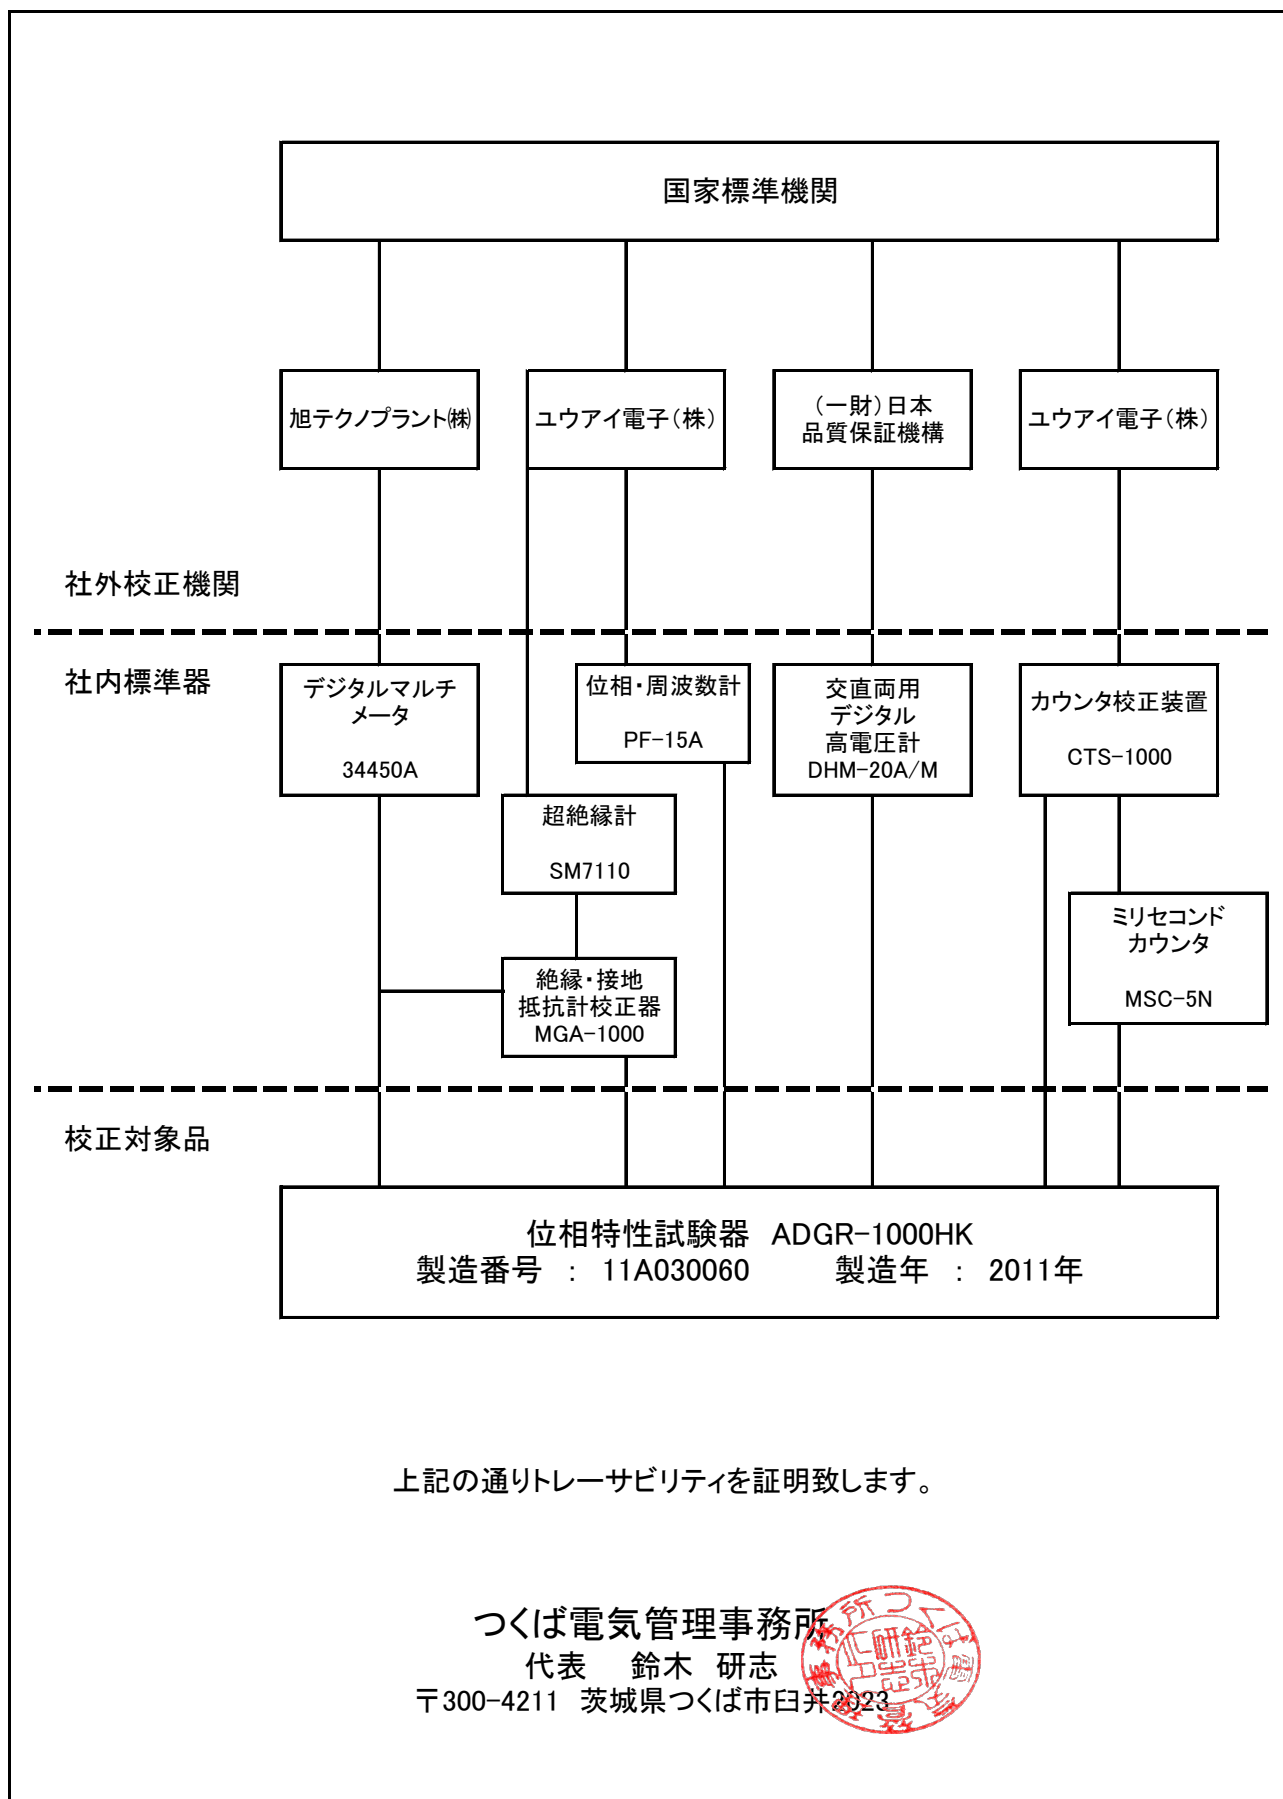 国家標準機関
旭テクノプラント㈱
ユウアイ電子（株）
（一財）日本
品質保証機構
ユウアイ電子（株）
社外校正機関
社内標準器
デジタルマルチ
メータ
34450A
位相・周波数計
PF-15A
交直両用
デジタル
高電圧計
DHM-20A/M
カウンタ校正装置
CTS-1000
超絶縁計
SM7110
ミリセコンド
カウンタ
MSC-5N
絶縁・接地
抵抗計校正器
MGA-1000
校正対象品
位相特性試験器 ADGR-1000HK
製造番号 ： 11A030060 製造年 ： 2011年
上記の通りトレーサビリティを証明致します。
つくば電気管理事務所
代表 鈴木 研志
〒300-4211 茨城県つくば市臼井2023